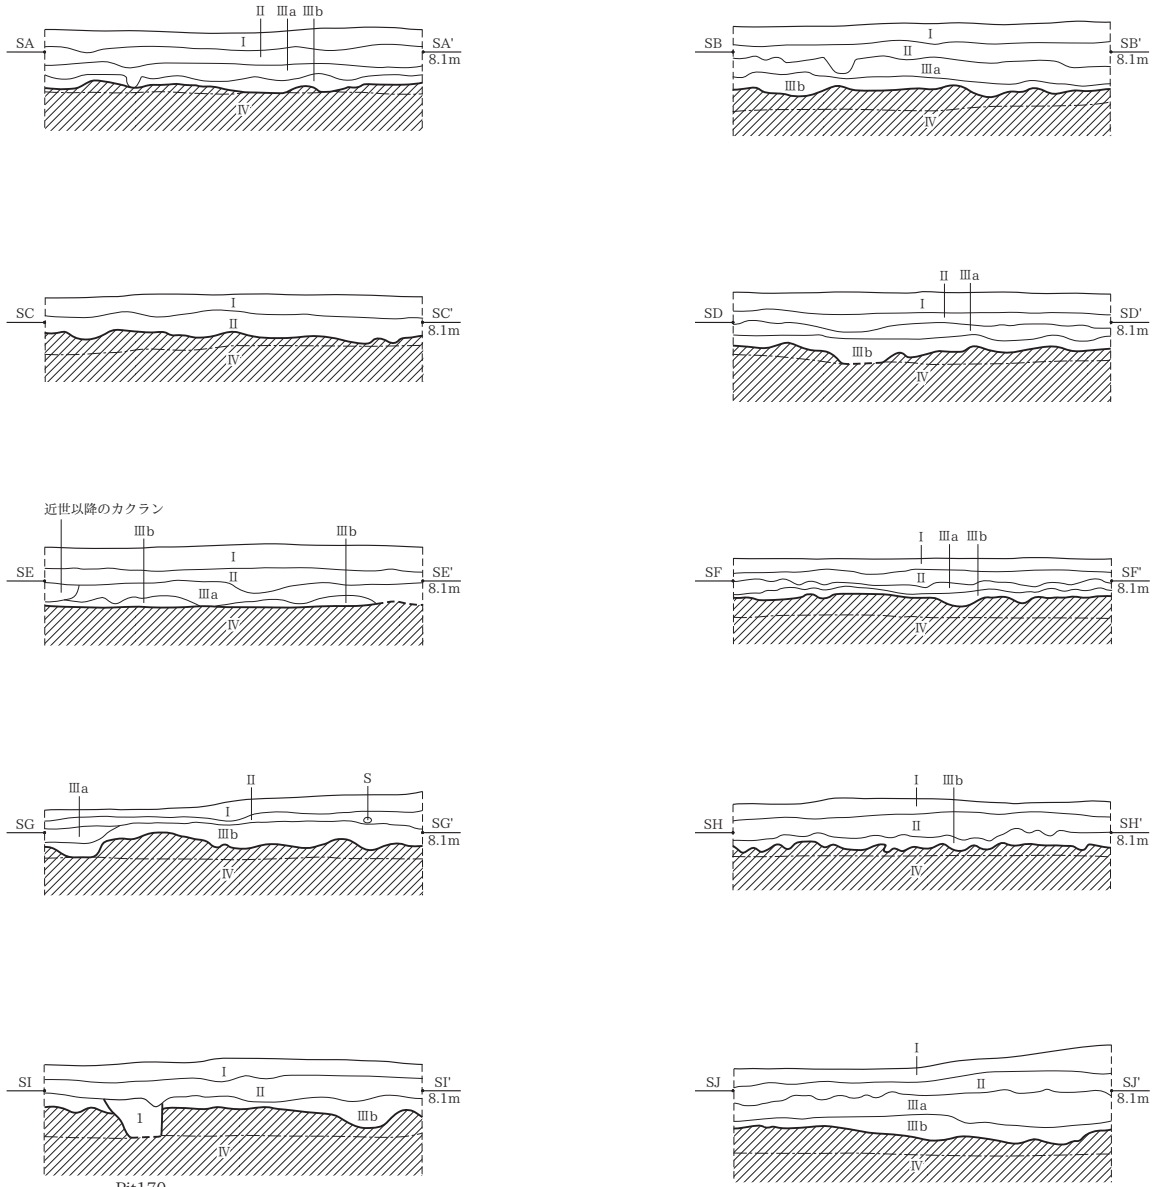 Ⅱ Ⅲa Ⅲb
SA Ⅰ SA'
8.1m
Ⅳ
SB Ⅰ SB'
Ⅱ 8.1m
Ⅲa
Ⅲb
Ⅳ
SC Ⅰ SC'
Ⅱ 8.1m
Ⅳ
Ⅱ Ⅲa
SD Ⅰ SD'
8.1m
Ⅲb
Ⅳ
近世以降のカクラン
Ⅲb Ⅲb
Ⅰ
SE Ⅱ SE'
8.1m
Ⅲa
Ⅳ
Ⅰ Ⅲa Ⅲb
SF Ⅱ SF'
8.1m
Ⅳ
Ⅲa Ⅱ S
Ⅰ
SG Ⅲb SG'
8.1m
Ⅳ
Ⅰ Ⅲb
SH Ⅱ SH'
8.1m
Ⅳ
Ⅰ
SI Ⅱ SI'
8.1m
1 Ⅲb
Ⅳ
Pit170
Ⅰ
SJ Ⅱ SJ'
8.1m
Ⅲa
Ⅲb
Ⅳ